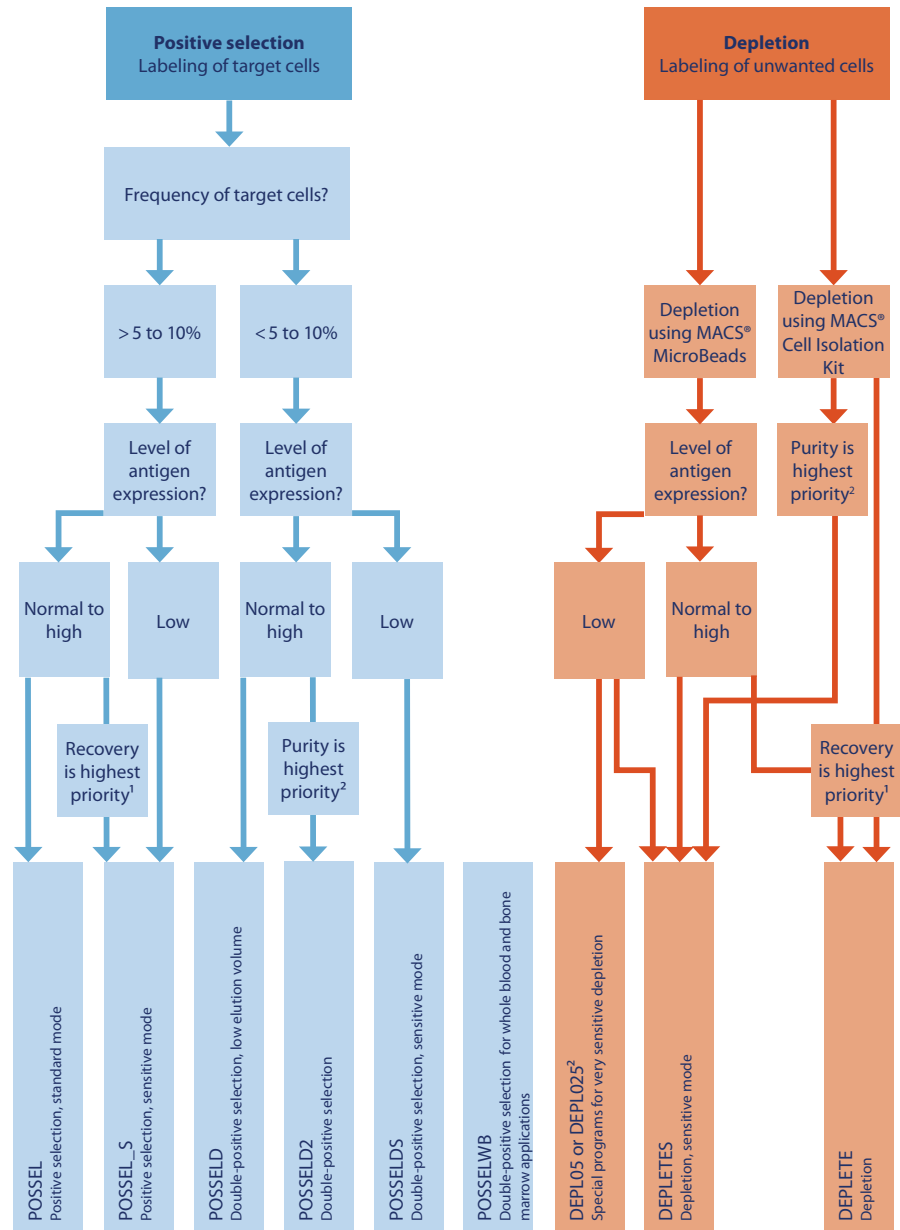 Positive selection
Labeling of target cells
Depletion
Labeling of unwanted cells
Frequency of target cells?
> 5 to 10%
< 5 to 10%
Depletion
using MACS®
MicroBeads
Depletion
using MACS®
Cell Isolation
Kit
Level of
antigen
expression?
Level of
antigen
expression?
Level of
antigen
expression?
Purity is
highest
priority²
Normal to
high
Low
Normal to
high
Low
Low
Normal to
high
Recovery
is highest
priority¹
Purity is
highest
priority²
Recovery
is highest
priority¹
POSSEL
Positive selection, standard mode
POSSEL_S
Positive selection, sensitive mode
POSSELD
Double-positive selection, low elution volume
POSSELD2
Double-positive selection
POSSELDS
Double-positive selection, sensitive mode
POSSELWB
Double-positive selection for whole blood and bone
marrow applications
DEPL05 or DEPL025²
Special programs for very sensitive depletion
DEPLETES
Depletion, sensitive mode
DEPLETE
Depletion